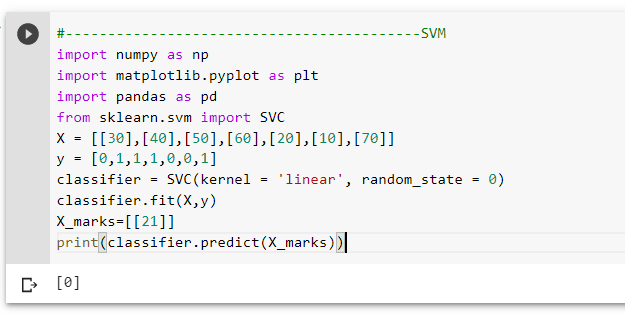 #-----------------------------------------SVM
import numpy as np
import matplotlib.pyplot as plt
import pandas as pd
from sklearn.svm import SVC
X = [[30],[40],[50],[60],[20],[10],[70]]
y = [0,1,1,1,0,0,1]
classifier = SVC(kernel = 'linear', random_state = 0)
classifier.fit(X,y)
X_marks=[[21]]
print(classifier.predict(X_marks))
[0]